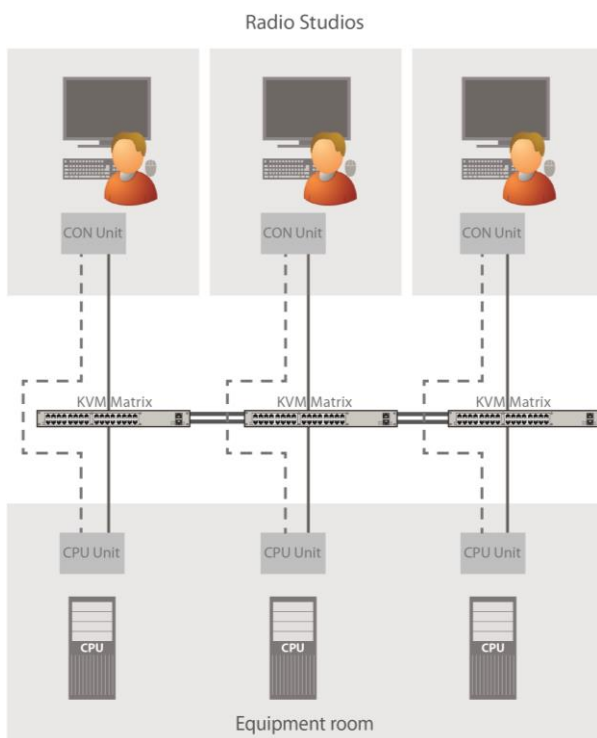 Radio Studios
CON Unit
CON Unit
CON Unit
KVM Matrix
KVM Matrix
KVM Matrix
CPU Unit
CPU Unit
CPU Unit
CPU
CPU
CPU
Equipment room